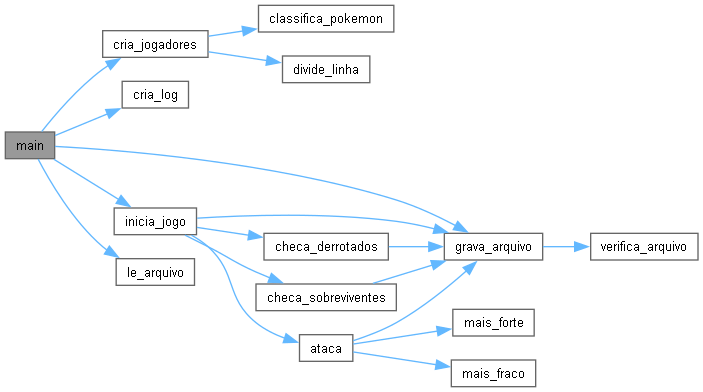 classifica_pokemon
cria_jogadores
divide_linha
cria_log
main
inicia_jogo
checa_derrotados
grava_arquivo
verifica_arquivo
le_arquivo
checa_sobreviventes
mais_forte
ataca
mais_fraco